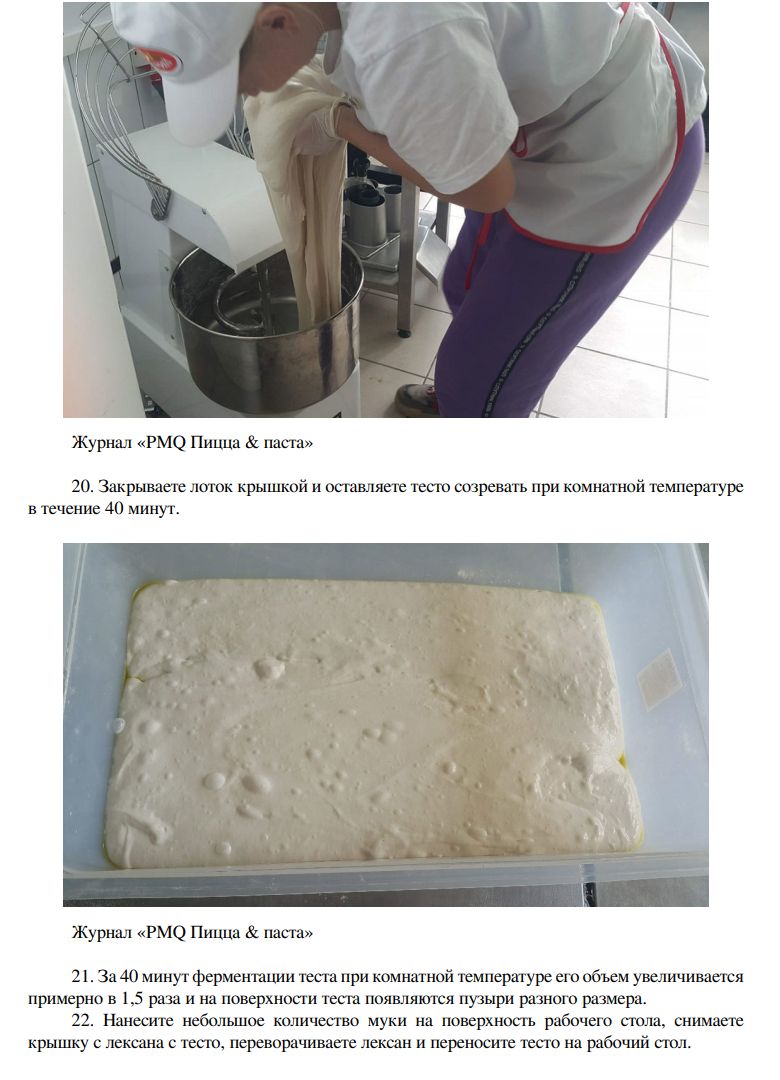 Журнал «PMQ Пицца & паста»
20. Закрываете лоток крышкой и оставляете тесто созревать при комнатной температуре
в течение 40 минут.
Журнал «PMQ Пицца & паста»
21. За 40 минут ферментации теста при комнатной температуре его объем увеличивается
примерно в 1,5 раза и на поверхности теста появляются пузыри разного размера.
22. Нанесите небольшое количество муки на поверхность рабочего стола, снимаете
крышку с лексана с тесто, переворачиваете лексан и переносите тесто на рабочий стол.